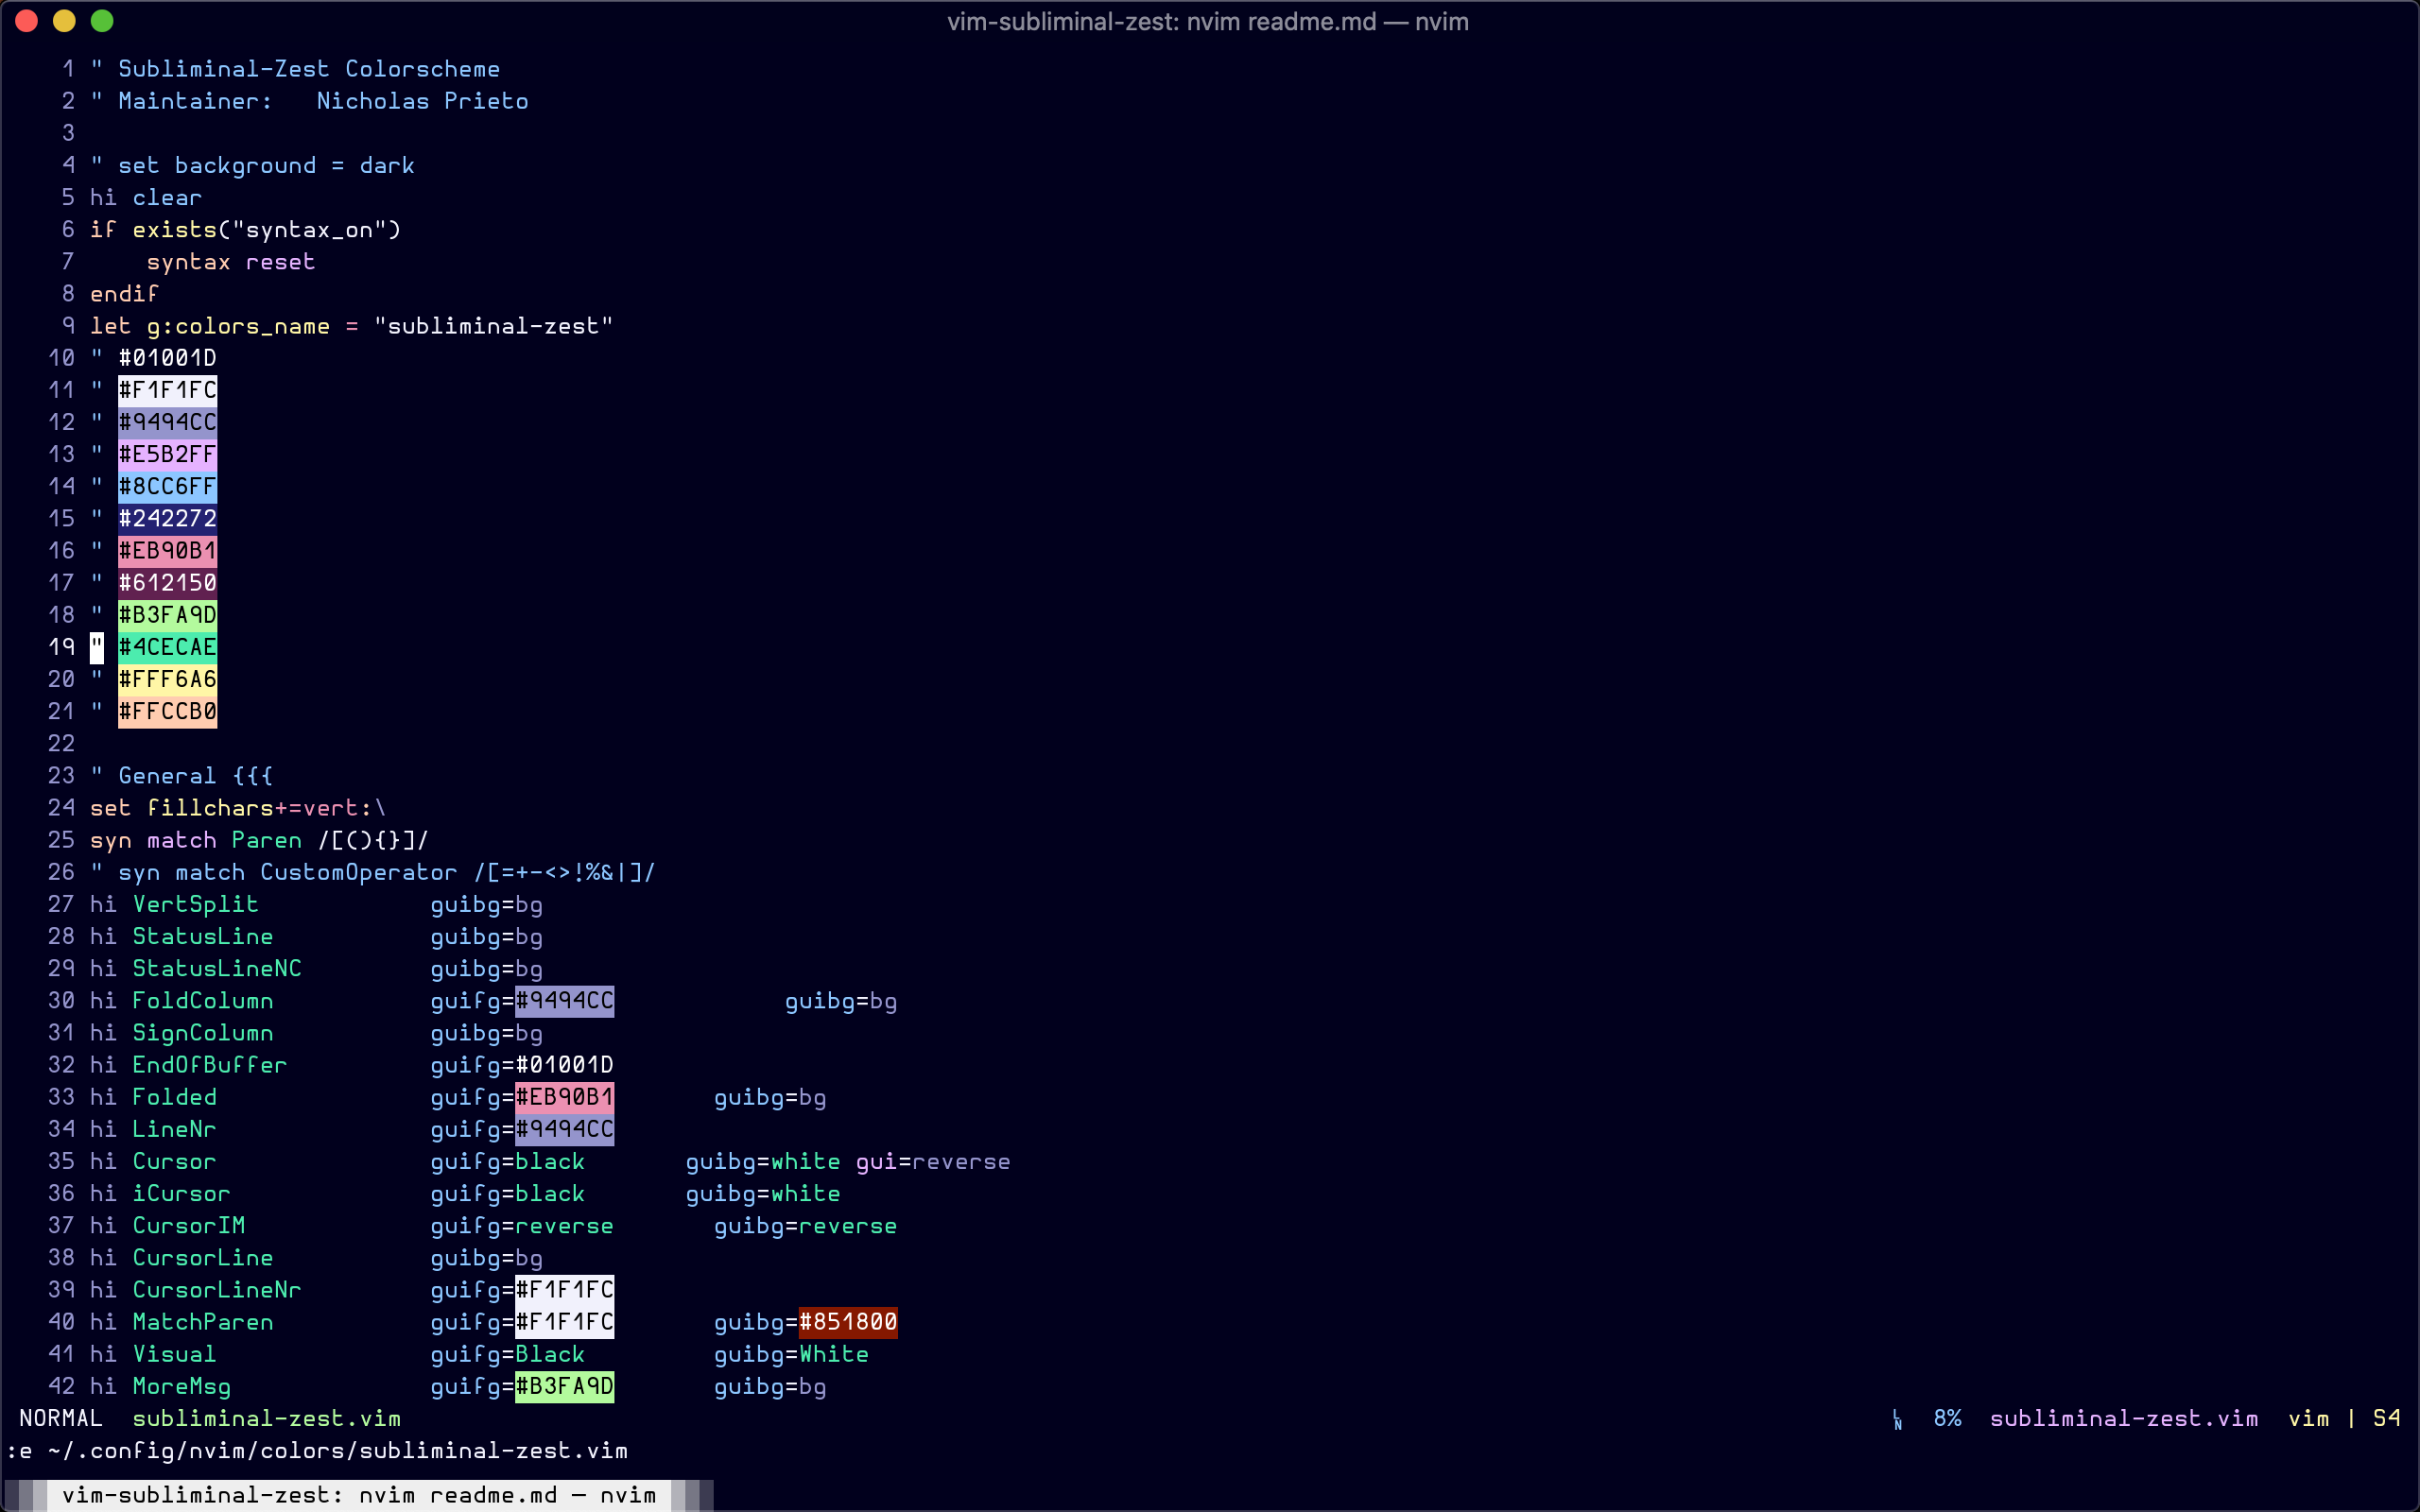 vim-subliminal-zest: nvim readme.md — nvim
1 " Subliminal-Zest Colorscheme
2 " Maintainer:   Nicholas Prieto
3
4 " set background = dark
5 hi clear
6 if exists("syntax_on")
7     syntax reset
8 endif
9 let g:colors_name = "subliminal-zest"
10 " #01001D
11 " #F1F1FC
12 " #9494CC
13 " #E5B2FF
14 " #8CC6FF
15 " #242272
16 " #EB90B1
17 " #612150
18 " #B3FA9D
19 " #4CECAE
20 " #FFF6A6
21 " #FFCCB0
22
23 " General {{{
24 set fillchars+=vert:\
25 syn match Paren /[(){}]/
26 " syn match CustomOperator /[=+-<>!%&|]/
27 hi VertSplit            guibg=bg
28 hi StatusLine           guibg=bg
29 hi StatusLineNC         guibg=bg
30 hi FoldColumn           guifg=#9494CC            guibg=bg
31 hi SignColumn           guibg=bg
32 hi EndOfBuffer          guifg=#01001D
33 hi Folded               guifg=#EB90B1       guibg=bg
34 hi LineNr               guifg=#9494CC
35 hi Cursor               guifg=black       guibg=white gui=reverse
36 hi iCursor              guifg=black       guibg=white
37 hi CursorIM             guifg=reverse       guibg=reverse
38 hi CursorLine           guibg=bg
39 hi CursorLineNr         guifg=#F1F1FC
40 hi MatchParen           guifg=#F1F1FC       guibg=#851800
41 hi Visual               guifg=Black         guibg=White
42 hi MoreMsg              guifg=#B3FA9D       guibg=bg
NORMAL  subliminal-zest.vim  LN  8%  subliminal-zest.vim  vim | S4
:e ~/.config/nvim/colors/subliminal-zest.vim
vim-subliminal-zest: nvim readme.md — nvim